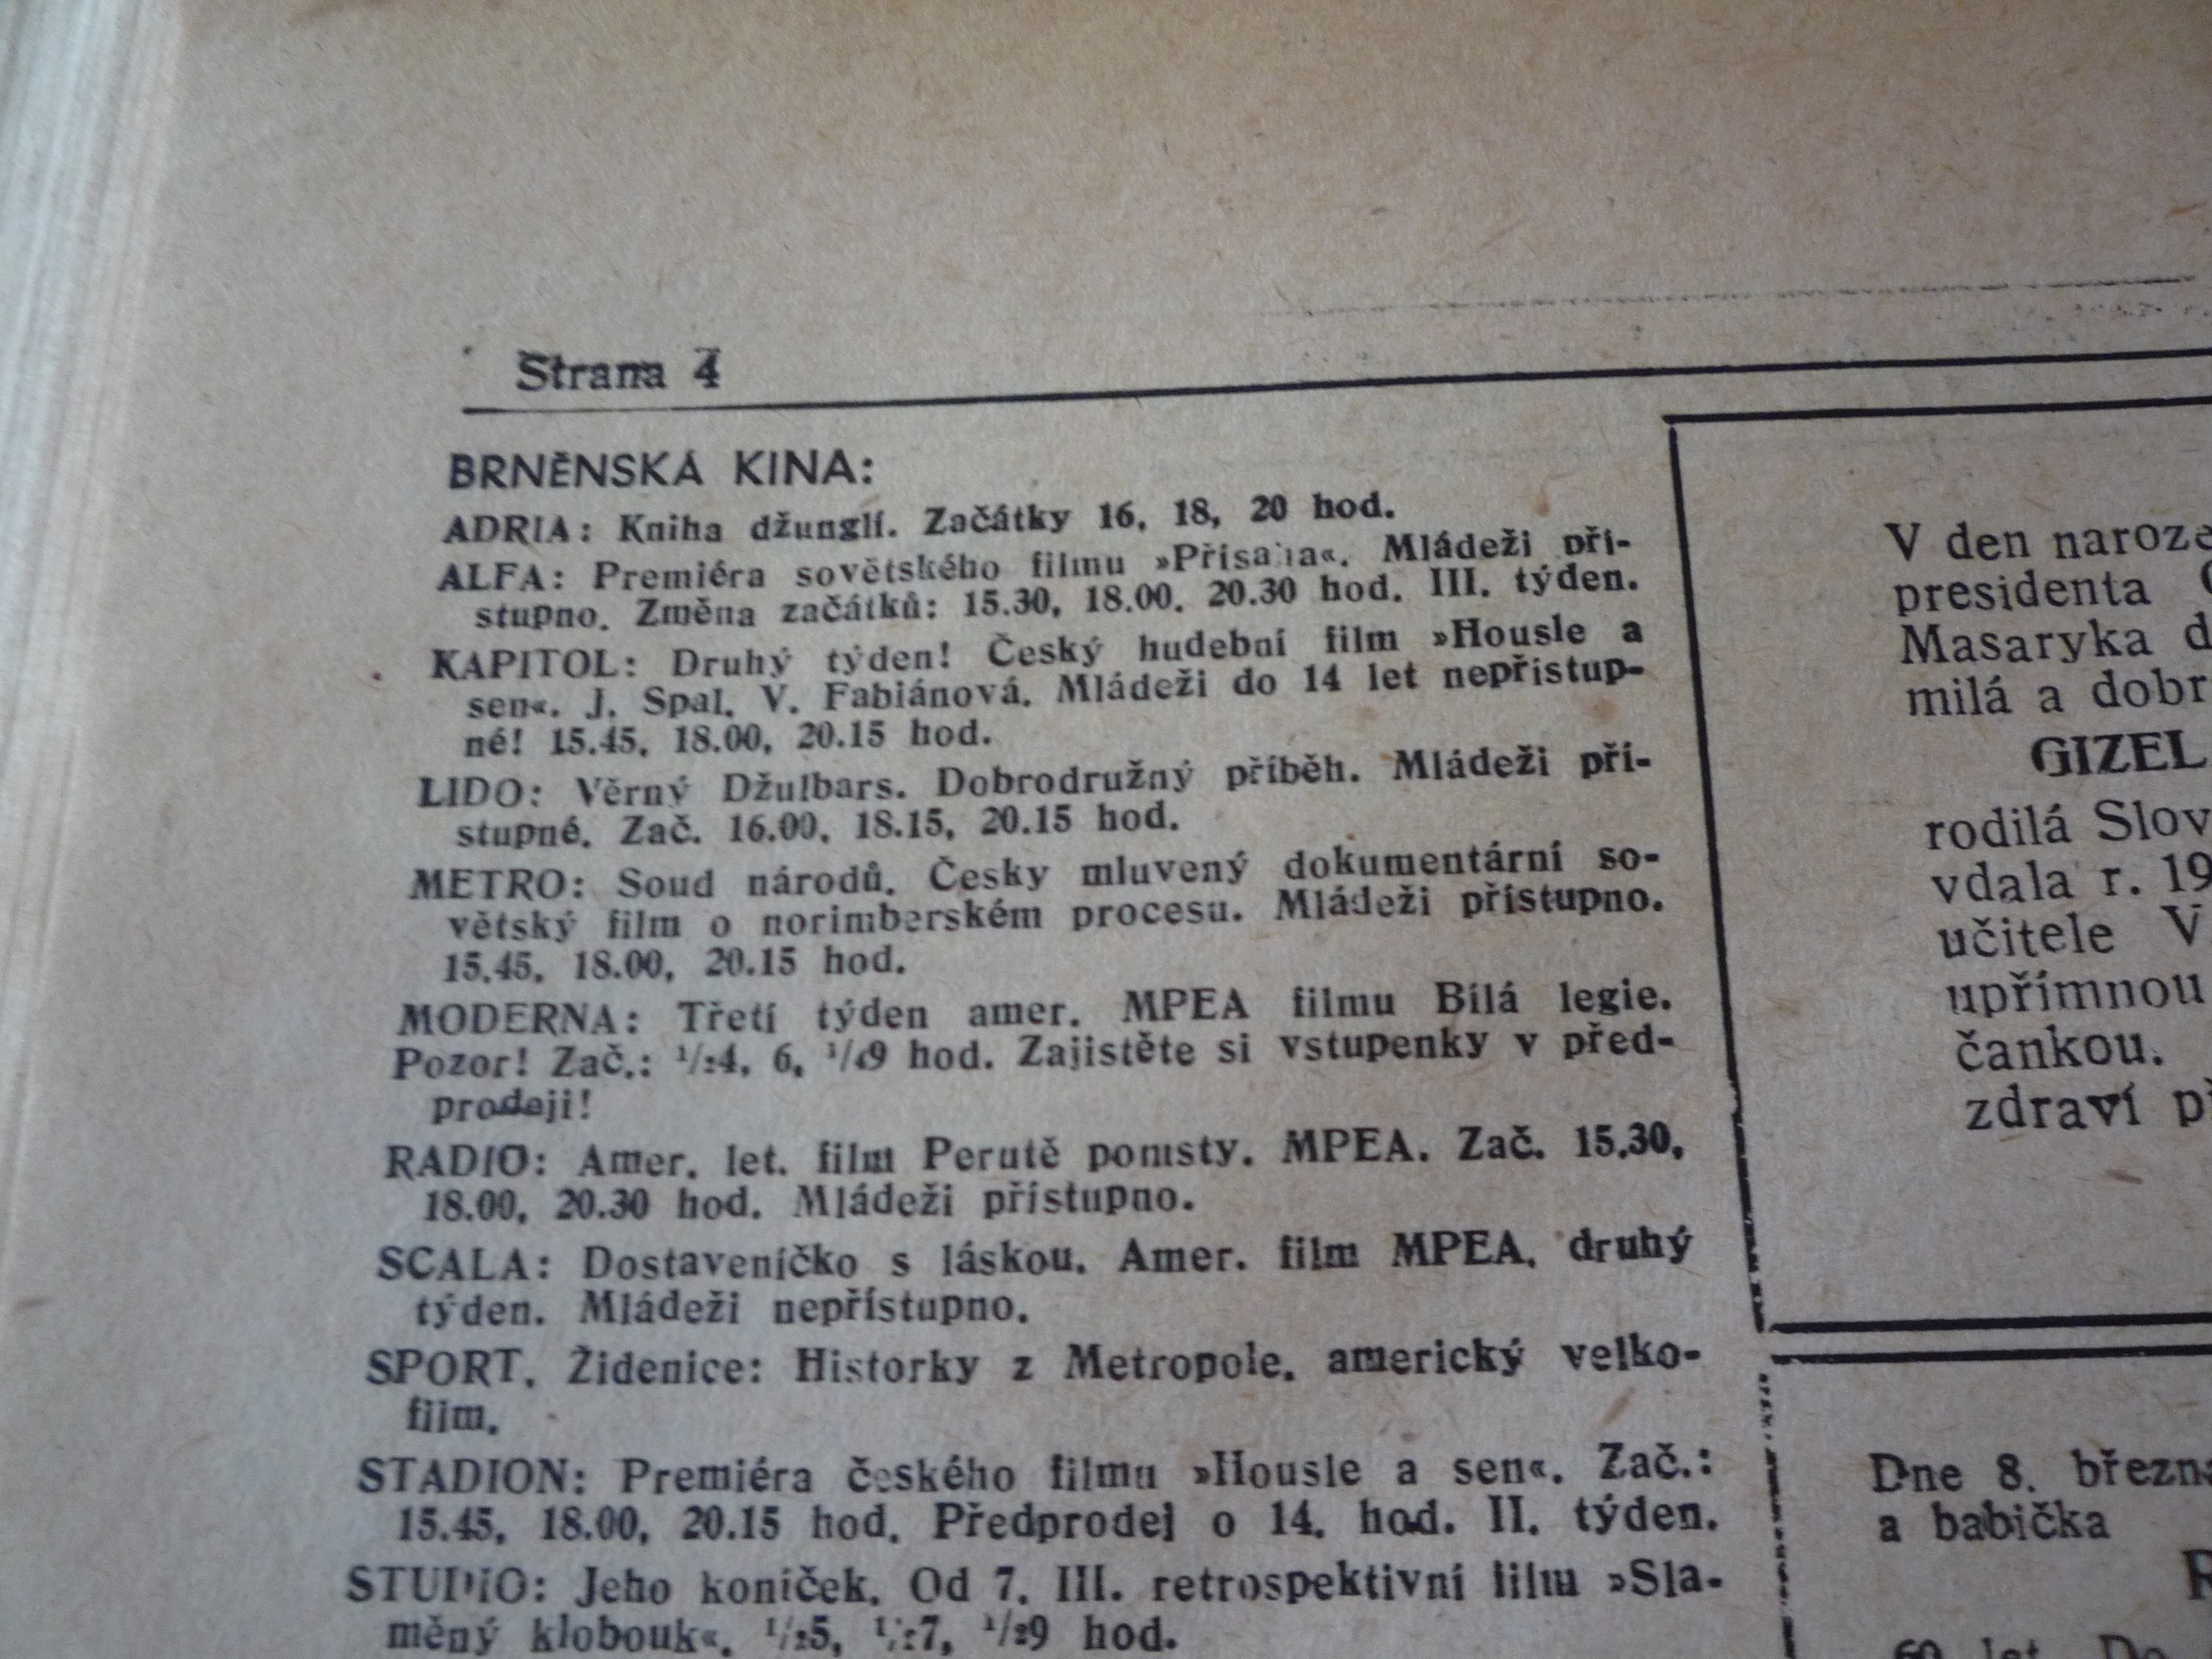 Strana 4
BRNĚNSKÁ KINA:
ADRIA: Kniha džunglí. Začátky 16, 18, 20 hod.
ALFA: Premiéra sovětského filmu »Přísaha«. Mládeži pří-
stupno. Změna začátků: 15.30, 18.00, 20.30 hod. III. týden.
KAPITOL: Druhý týden! Český hudební film »Housle a
sen«. J. Spal, V. Fabiánová. Mládeži do 14 let nepřístup-
né! 15.45, 18.00, 20.15 hod.
LIDO: Věrný Džulbars. Dobrodružný příběh. Mládeži pří-
stupné. Zač. 16.00, 18.15, 20.15 hod.
METRO: Soud národů. Česky mluvený dokumentární so-
větský film o norimberském procesu. Mládeži přístupno.
15.45, 18.00, 20.15 hod.
MODERNA: Třetí týden amer. MPEA filmu Bílá legie.
Pozor! Zač.: ½4, 6, hod. Zajistěte si vstupenky v před-
prodeji!
RADIO: Amer. let. film Perutě pomsty. MPEA. Zač. 15.30,
18.00, 20.30 hod. Mládeži přístupno.
SCALA: Dostaveníčko s láskou. Amer. film MPEA, druhý
týden. Mládeži nepřístupno.
SPORT, Židenice: Historky z Metropole, americký velko-
film.
STADION: Premiéra českého filmu »Housle a sen«. Zač.:
15.45, 18.00, 20.15 hod. Předprodej o 14. hod. II. týden.
STUDIO: Jeho koníček. Od 7. III. retrospektivní film »Sla-
měný klobouk«. ½5, ½7, ½9 hod.
V den naroze
presidenta
Masaryka d
milá a dobr
GIZEL
rodilá Slov
vdala r. 19
učitele V
upřímnou
čankou.
zdraví p
Dne 8. března
a babička
R
60 let. Do